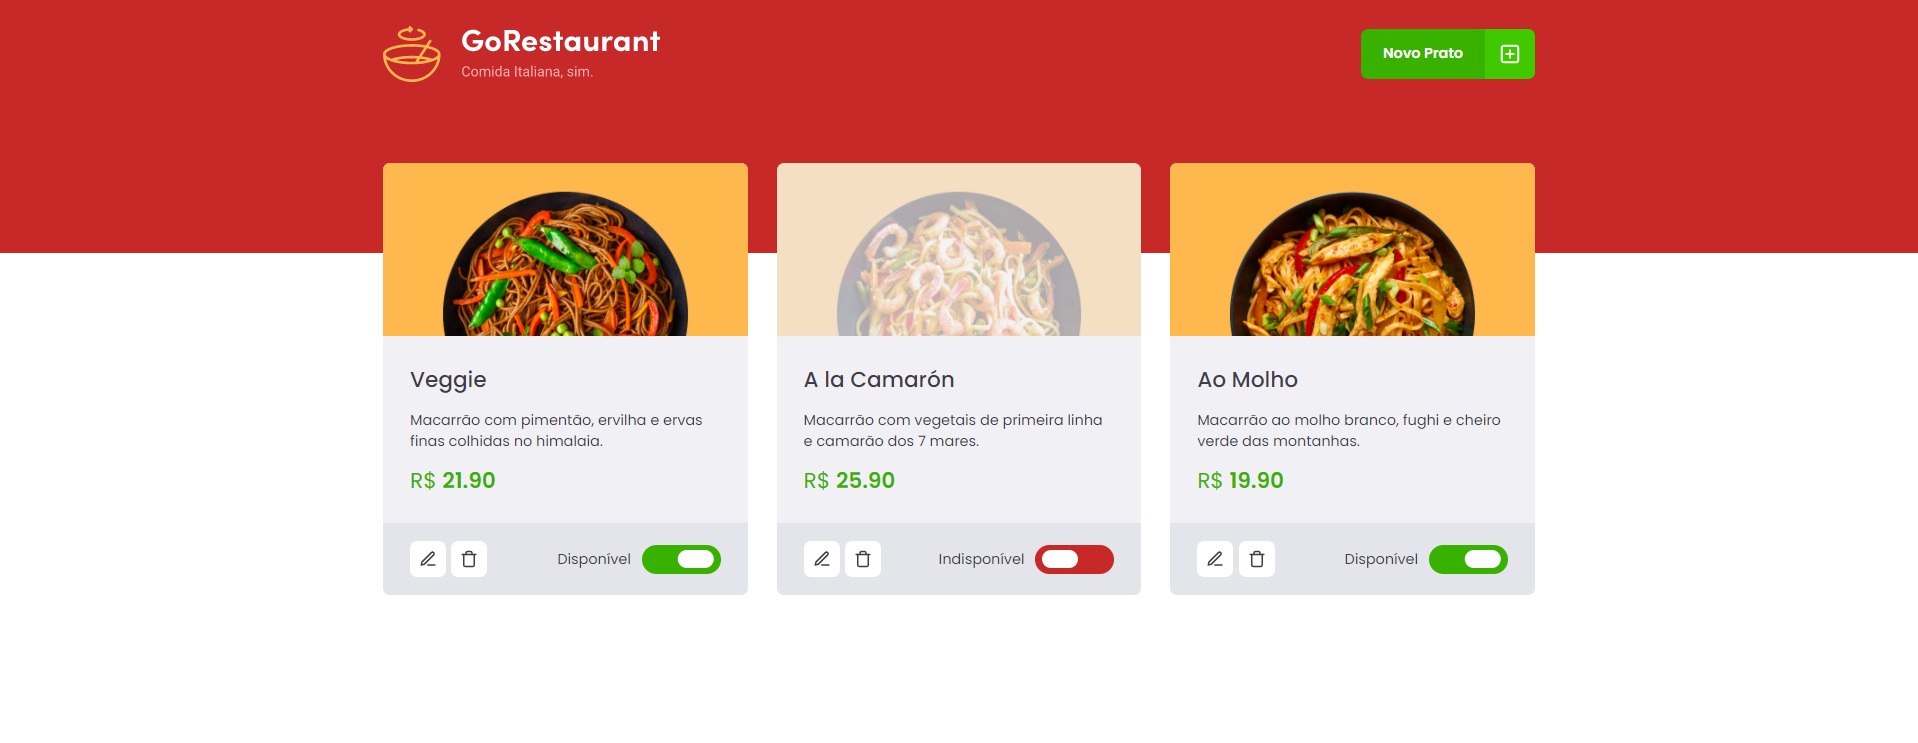 GoRestaurant
Comida Italiana, sim.
Novo Prato
Veggie
Macarrão com pimentão, ervilha e ervas
finas colhidas no himalaia.
R$ 21.90
Disponível
A la Camarón
Macarrão com vegetais de primeira linha
e camarão dos 7 mares.
R$ 25.90
Indisponível
Ao Molho
Macarrão ao molho branco, fughi e cheiro
verde das montanhas.
R$ 19.90
Disponível